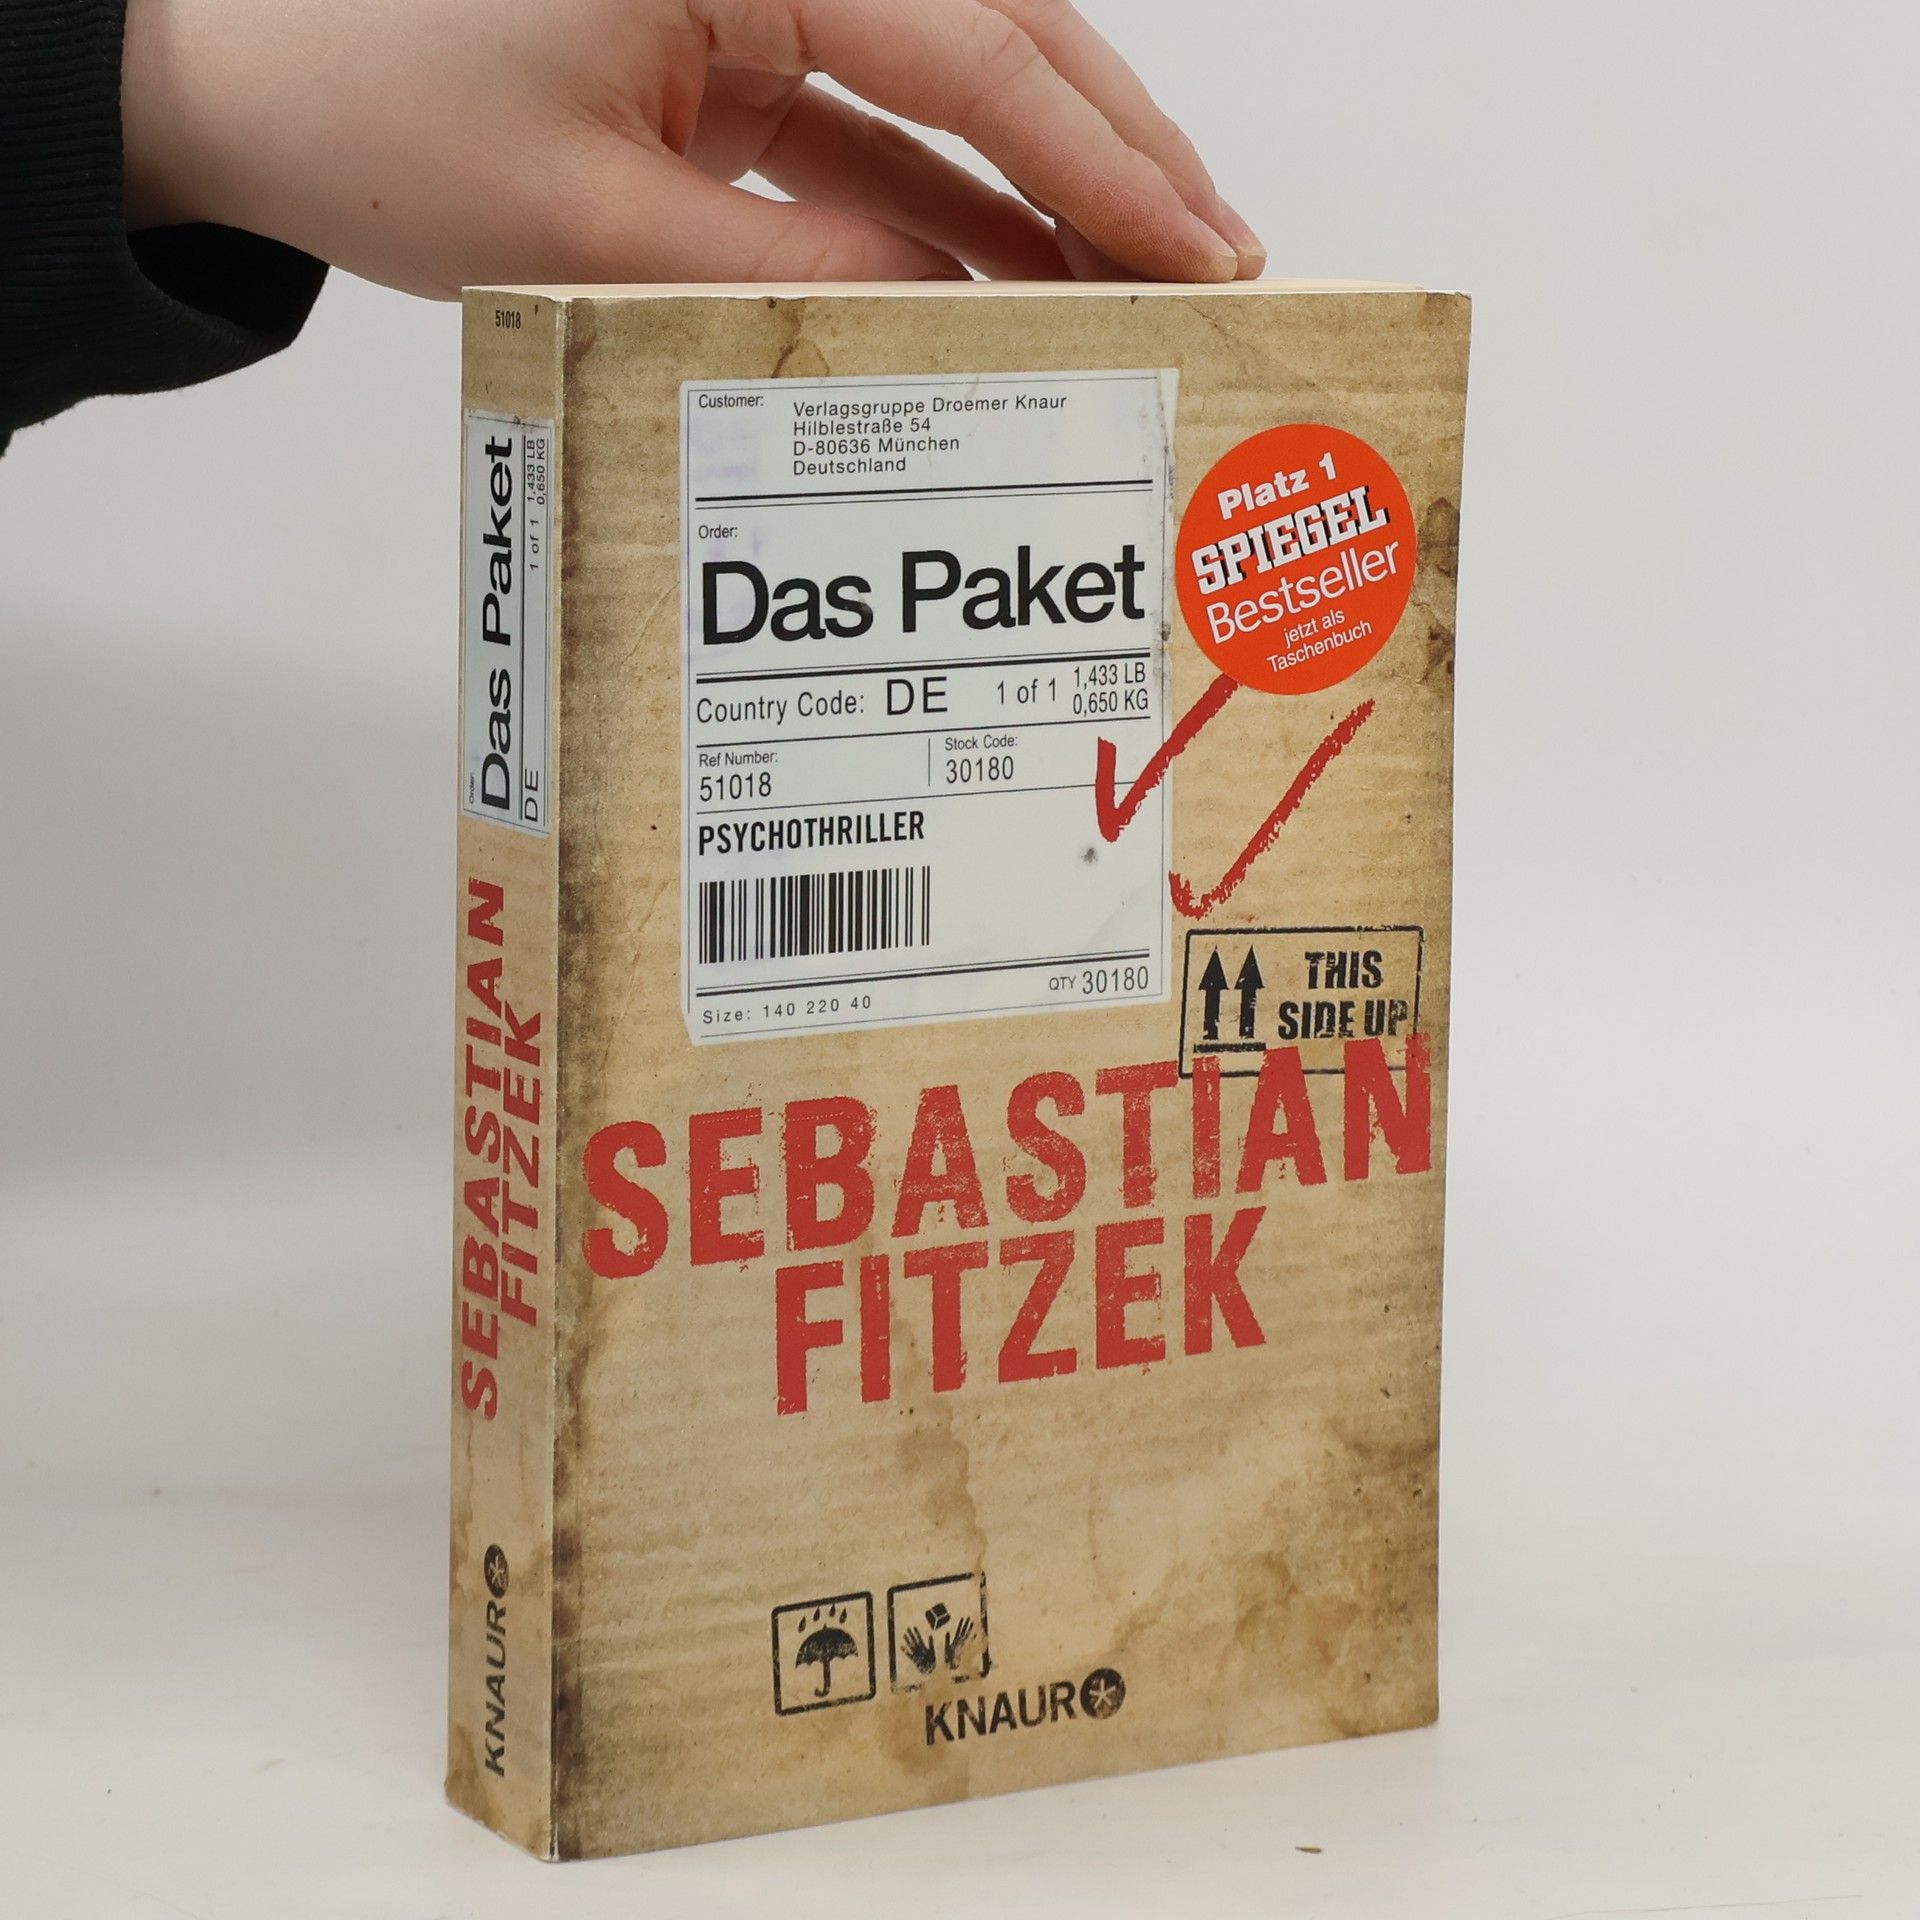 51018
Das Paket
Order:
DE
1 of 1
1,433 LB
0,650 KG
SEBASTIAN
FITZEK
KNAUR
Customer:
Verlagsgruppe Droemer Knaur
Hilblestraße 54
D-80636 München
Deutschland
Order:
Das Paket
Country Code: DE 1 of 1
1,433 LB
0,650 KG
Ref Number:
51018
Stock Code:
30180
PSYCHOTHRILLER
QTY 30180
Size: 140 220 40
Platz 1
SPIEGEL
Bestseller
jetzt als
Taschenbuch
THIS
SIDE UP
SEBASTIAN
FITZEK
KNAUR